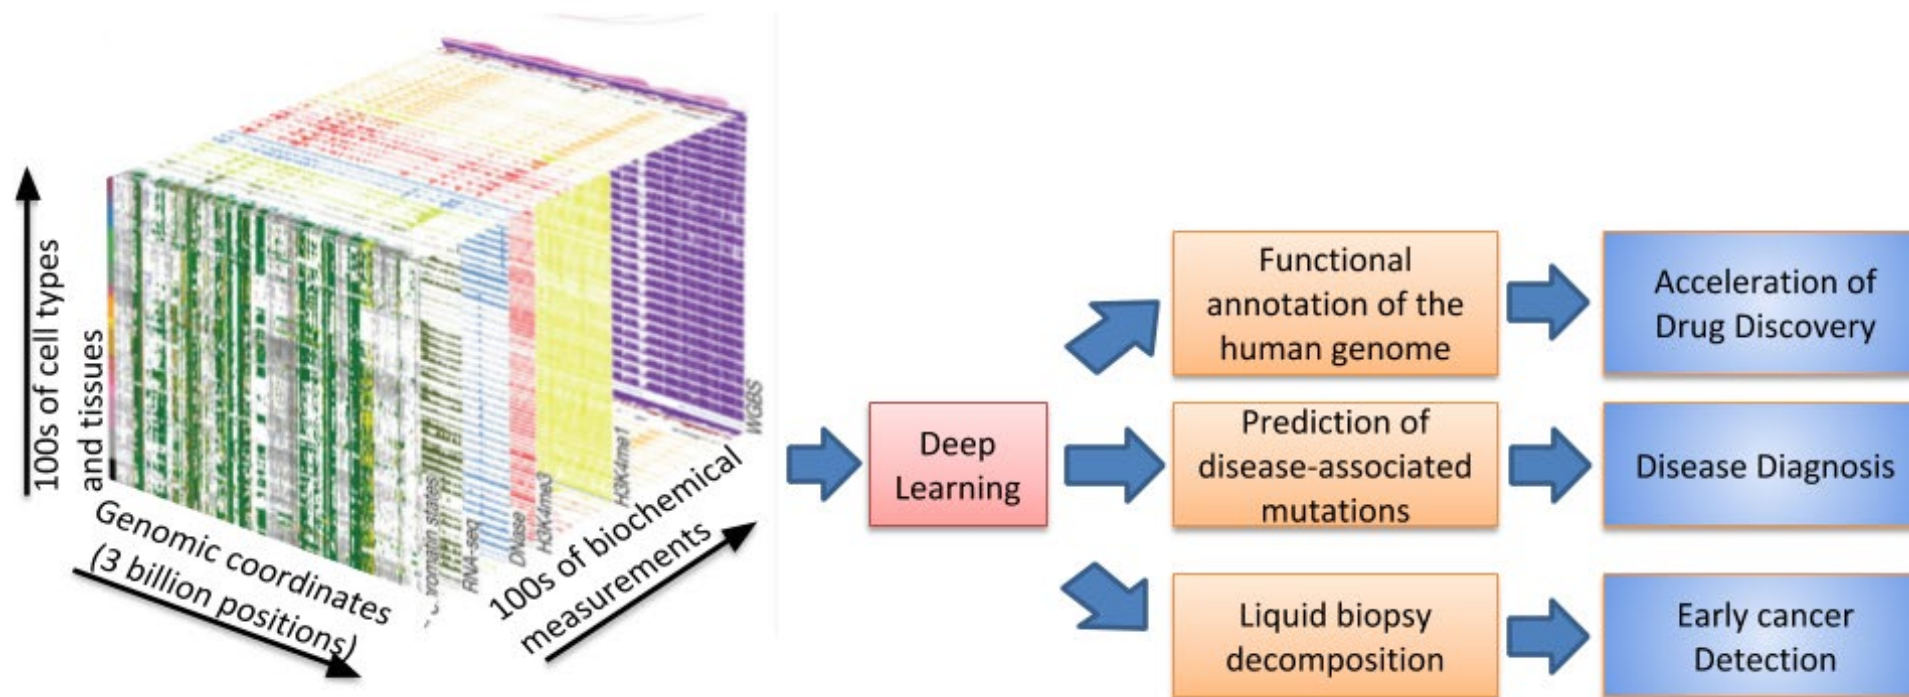 100s of cell types
and tissues
Genomic coordinates
(3 billion positions)
100s of biochemical
measurements
states
RNA-seq
DNase
H3K4me3
H3K4me1
WGBS
Deep
Learning
Functional
annotation of the
human genome
Acceleration of
Drug Discovery
Prediction of
disease-associated
mutations
Disease Diagnosis
Liquid biopsy
decomposition
Early cancer
Detection